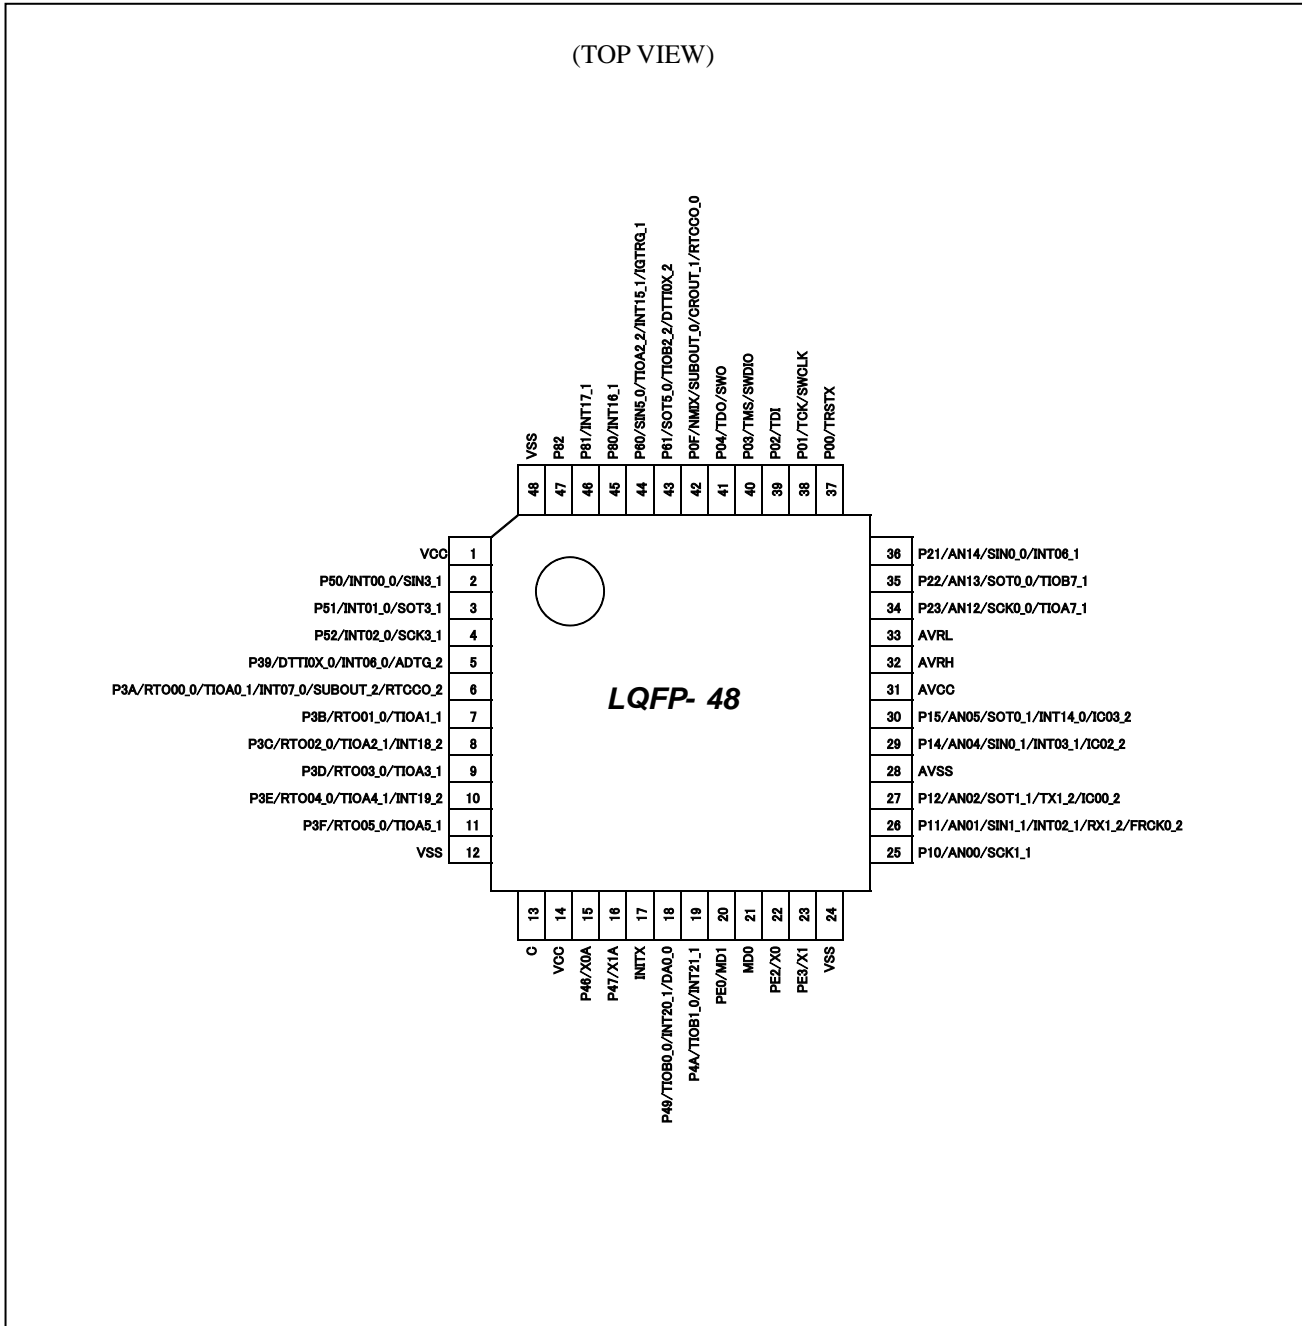 (TOP VIEW)
VSS
P82
P81/INT17_1
P80/INT16_1
P60/SIN5_0/TIOA2_2/INT15_1/IGTRG_1
P61/SOT5_0/TIOB2_2/DTTI0X_2
P0F/NMIX/SUBOUT_0/CROUT_1/RTCCO_0
P04/TDO/SWO
P03/TMS/SWDIO
P02/TDI
P01/TCK/SWCLK
P00/TRSTX
48
47
46
45
44
43
42
41
40
39
38
37
VCC 1
P50/INT00_0/SIN3_1 2
P51/INT01_0/SOT3_1 3
P52/INT02_0/SCK3_1 4
P39/DTTI0X_0/INT06_0/ADTG_2 5
P3A/RTO00_0/TIOA0_1/INT07_0/SUBOUT_2/RTCCO_2 6
P3B/RTO01_0/TIOA1_1 7
P3C/RTO02_0/TIOA2_1/INT18_2 8
P3D/RTO03_0/TIOA3_1 9
P3E/RTO04_0/TIOA4_1/INT19_2 10
P3F/RTO05_0/TIOA5_1 11
VSS 12
LQFP- 48
36 P21/AN14/SIN0_0/INT06_1
35 P22/AN13/SOT0_0/TIOB7_1
34 P23/AN12/SCK0_0/TIOA7_1
33 AVRL
32 AVRH
31 AVCC
30 P15/AN05/SOT0_1/INT14_0/IC03_2
29 P14/AN04/SIN0_1/INT03_1/IC02_2
28 AVSS
27 P12/AN02/SOT1_1/TX1_2/IC00_2
26 P11/AN01/SIN1_1/INT02_1/RX1_2/FRCK0_2
25 P10/AN00/SCK1_1
13
14
15
16
17
18
19
20
21
22
23
24
C
VCC
P46/X0A
P47/X1A
INITX
P49/TIOB0_0/INT20_1/DA0_0
P4A/TIOB1_0/INT21_1
PE0/MD1
MD0
PE2/X0
PE3/X1
VSS